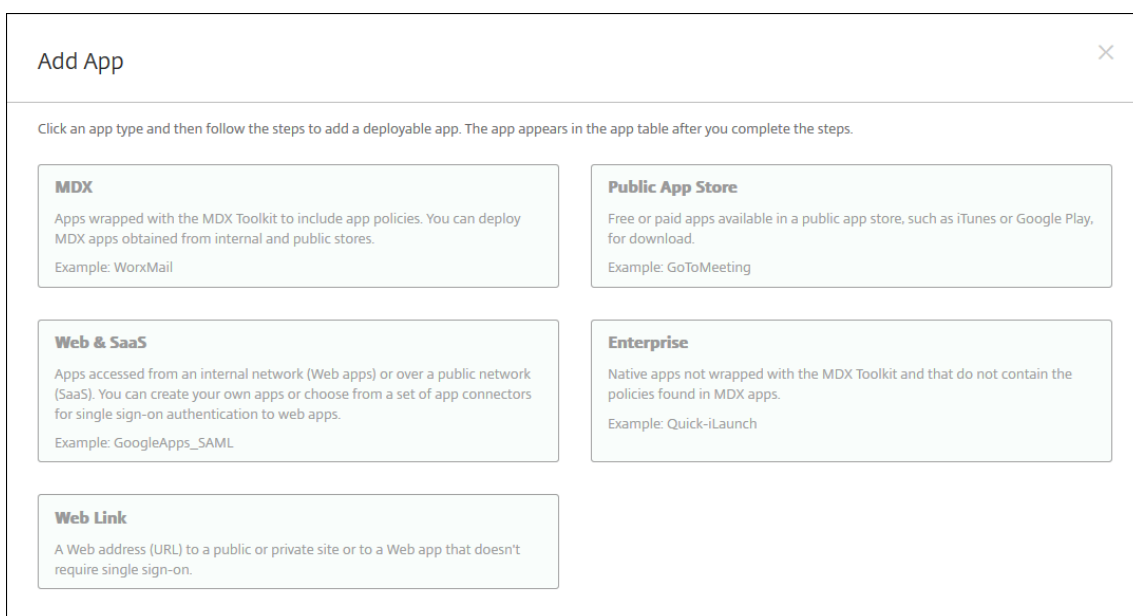 Add App
Click an app type and then follow the steps to add a deployable app. The app appears in the app table after you complete the steps.
MDX
Apps wrapped with the MDX Toolkit to include app policies. You can deploy
MDX apps obtained from internal and public stores.
Example: WorxMail
Public App Store
Free or paid apps available in a public app store, such as iTunes or Google Play,
for download.
Example: GoToMeeting
Web & SaaS
Apps accessed from an internal network (Web apps) or over a public network
(SaaS). You can create your own apps or choose from a set of app connectors
for single sign-on authentication to web apps.
Example: GoogleApps_SAML
Enterprise
Native apps not wrapped with the MDX Toolkit and that do not contain the
policies found in MDX apps.
Example: Quick-iLaunch
Web Link
A Web address (URL) to a public or private site or to a Web app that doesn't
require single sign-on.